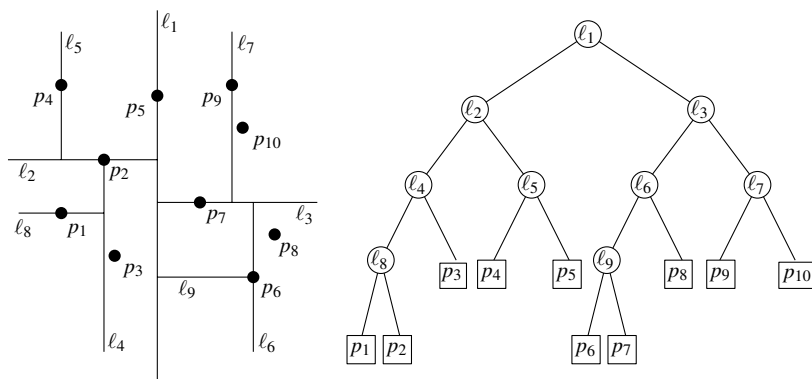 ℓ1
ℓ5
ℓ7
p4
p5
p9
p10
ℓ2
p2
p7
ℓ3
ℓ8
p1
p3
p8
ℓ9
p6
ℓ4
ℓ6
ℓ1
ℓ2 ℓ3
ℓ4 ℓ5 ℓ6 ℓ7
ℓ8 p3 p4 p5 ℓ9 p8 p9 p10
p1 p2 p6 p7